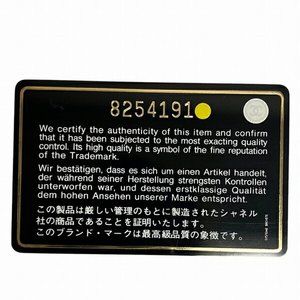 8254191
We certify the authenticity of this item and confirm
that it has been subjected to the most exacting quality
control. Its high quality is a symbol of the fine reputation
of the Trademark.
Wir bestätigen, dass es sich um einen Artikel handelt,
der während seiner Herstellung strengsten Kontrollen
unterworfen war, und dessen erstklassige Qualität
dem hohen Ansehen unserer Marke entspricht.
この製品は厳しい管理のもとに製造されたシャネル
社の商品であることを証明いたします。
このブランド・マークは最高級品質の象徴です。